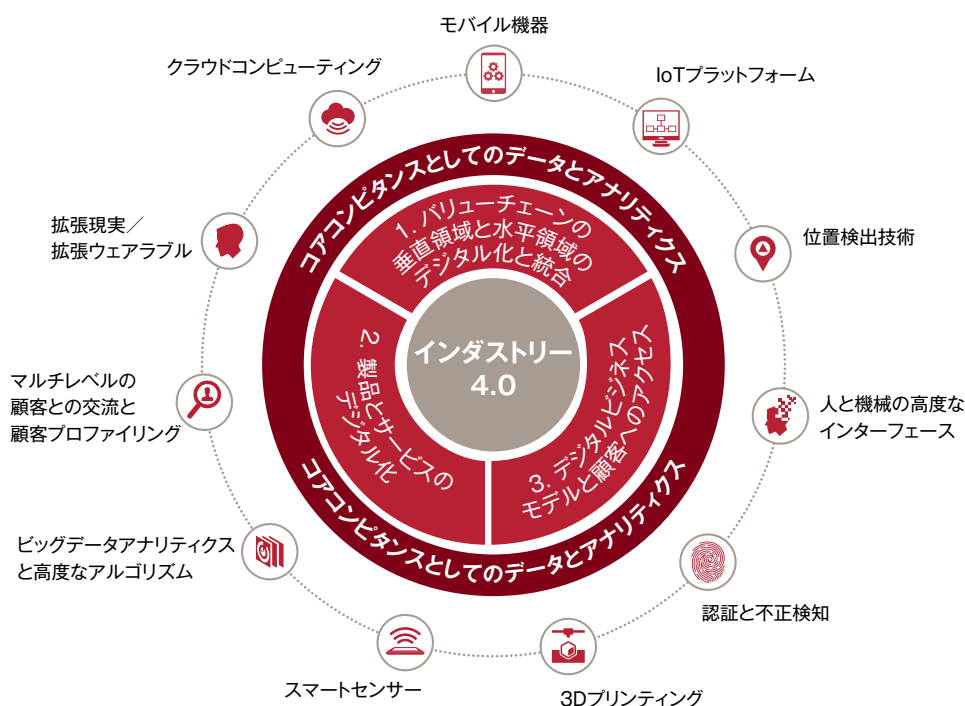 モバイル機器
クラウドコンピューティング
IoTプラットフォーム
拡張現実／
拡張ウェアラブル
位置検出技術
マルチレベルの
顧客との交流と
顧客プロファイリング
人と機械の高度な
インターフェース
ビッグデータアナリティクス
と高度なアルゴリズム
認証と不正検知
スマートセンサー
3Dプリンティング
コアコンピタンスとしてのデータとアナリティクス
1. バリューチェーンの
垂直領域と水平領域の
デジタル化と統合
2. 製品とサービスの
デジタル化
3. デジタルビジネス
モデルと顧客へのアクセス
インダストリー
4.0
コアコンピタンスとしてのデータとアナリティクス